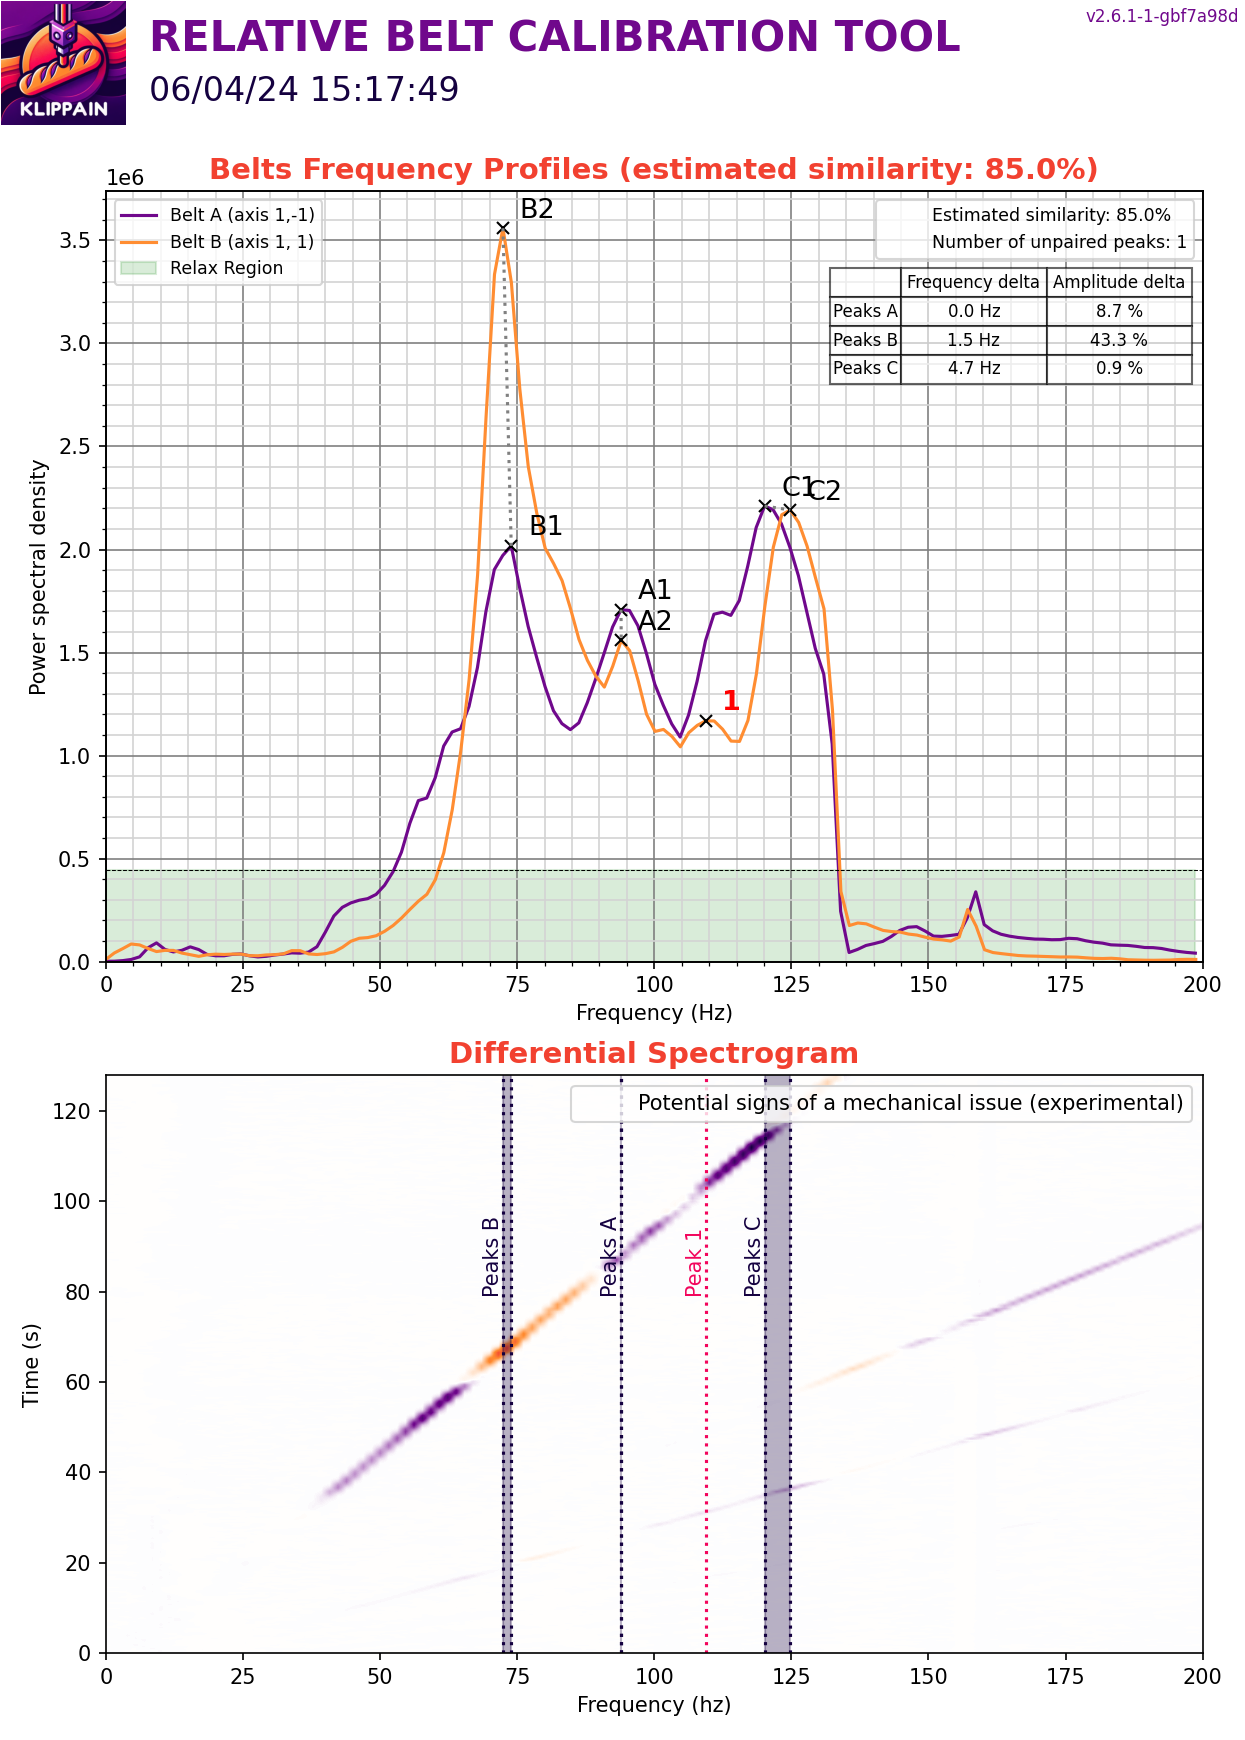 KLIPPAIN
RELATIVE BELT CALIBRATION TOOL
v2.6.1-1-gbf7a98d
06/04/24 15:17:49
Belts Frequency Profiles (estimated similarity: 85.0%)
1e6
Belt A (axis 1,-1)
Belt B (axis 1, 1)
Relax Region
Estimated similarity: 85.0%
Number of unpaired peaks: 1
Frequency delta Amplitude delta
Peaks A 0.0 Hz 8.7 %
Peaks B 1.5 Hz 43.3 %
Peaks C 4.7 Hz 0.9 %
B2
B1
A1
A2
1
C1
C2
3.5
3.0
2.5
2.0
1.5
1.0
0.5
0.0
Power spectral density
0 25 50 75 100 125 150 175 200
Frequency (Hz)
Differential Spectrogram
Potential signs of a mechanical issue (experimental)
Peaks B
Peaks A
Peak 1
Peaks C
120
100
80
60
40
20
0
Time (s)
0 25 50 75 100 125 150 175 200
Frequency (hz)